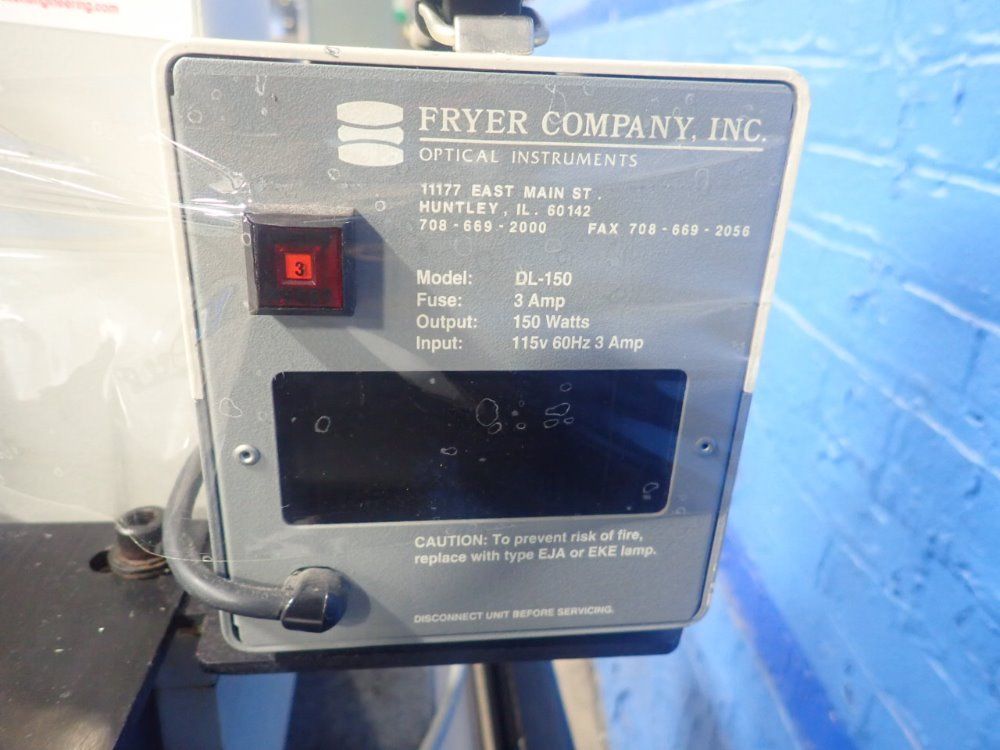 engineering.com
FRYER COMPANY, INC.
OPTICAL INSTRUMENTS
11177 EAST MAIN ST.
HUNTLEY, IL. 60142
708-669-2000 FAX 708-669-2056
3
Model: DL-150
Fuse: 3 Amp
Output: 150 Watts
Input: 115v 60Hz 3 Amp
CAUTION: To prevent risk of fire,
replace with type EJA or EKE lamp.
DISCONNECT UNIT BEFORE SERVICING.